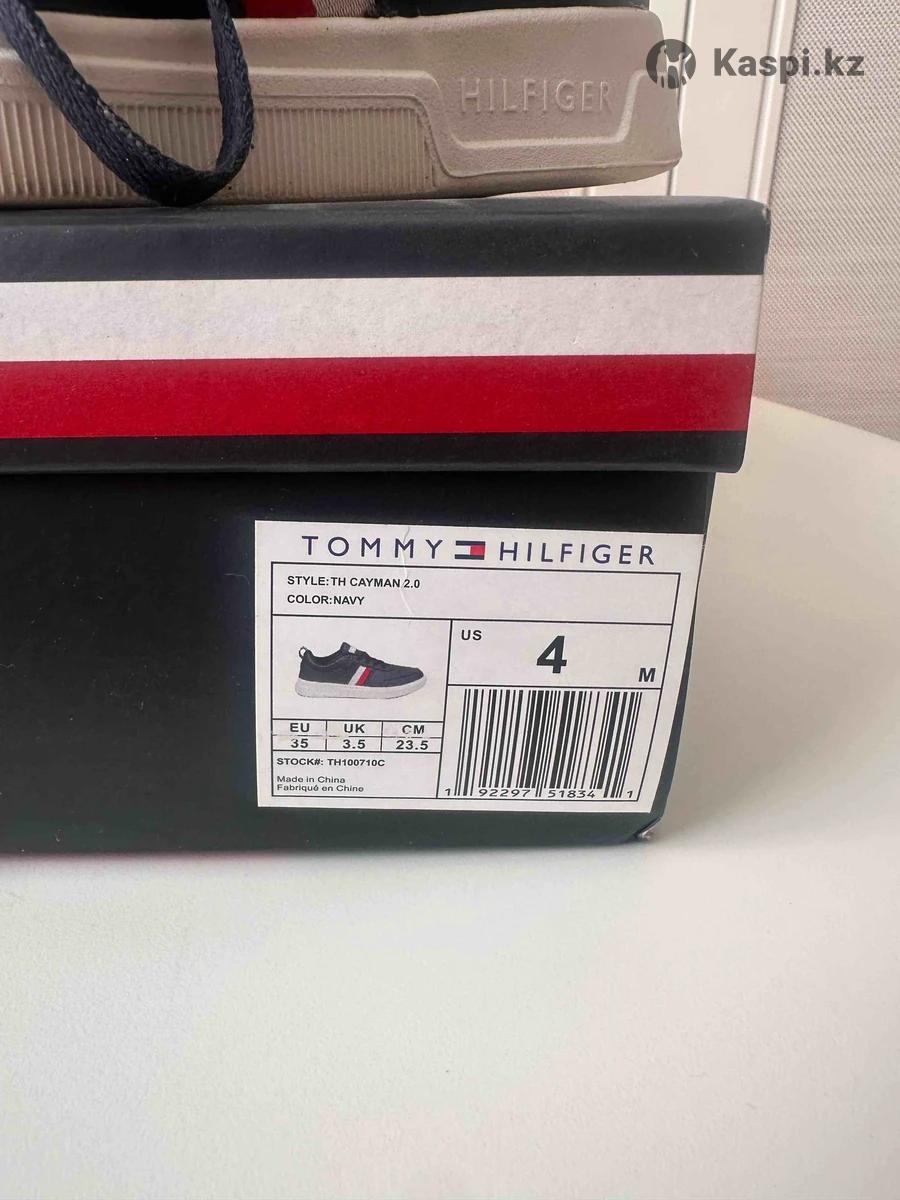 Kaspi.kz
HILFIGER
TOMMY HILFIGER
STYLE:TH CAYMAN 2.0
COLOR:NAVY
US
4
M
EU UK CM
35 3.5 23.5
STOCK#: TH100710C
Made in China
Fabriqué en Chine
1 92297 51834 1